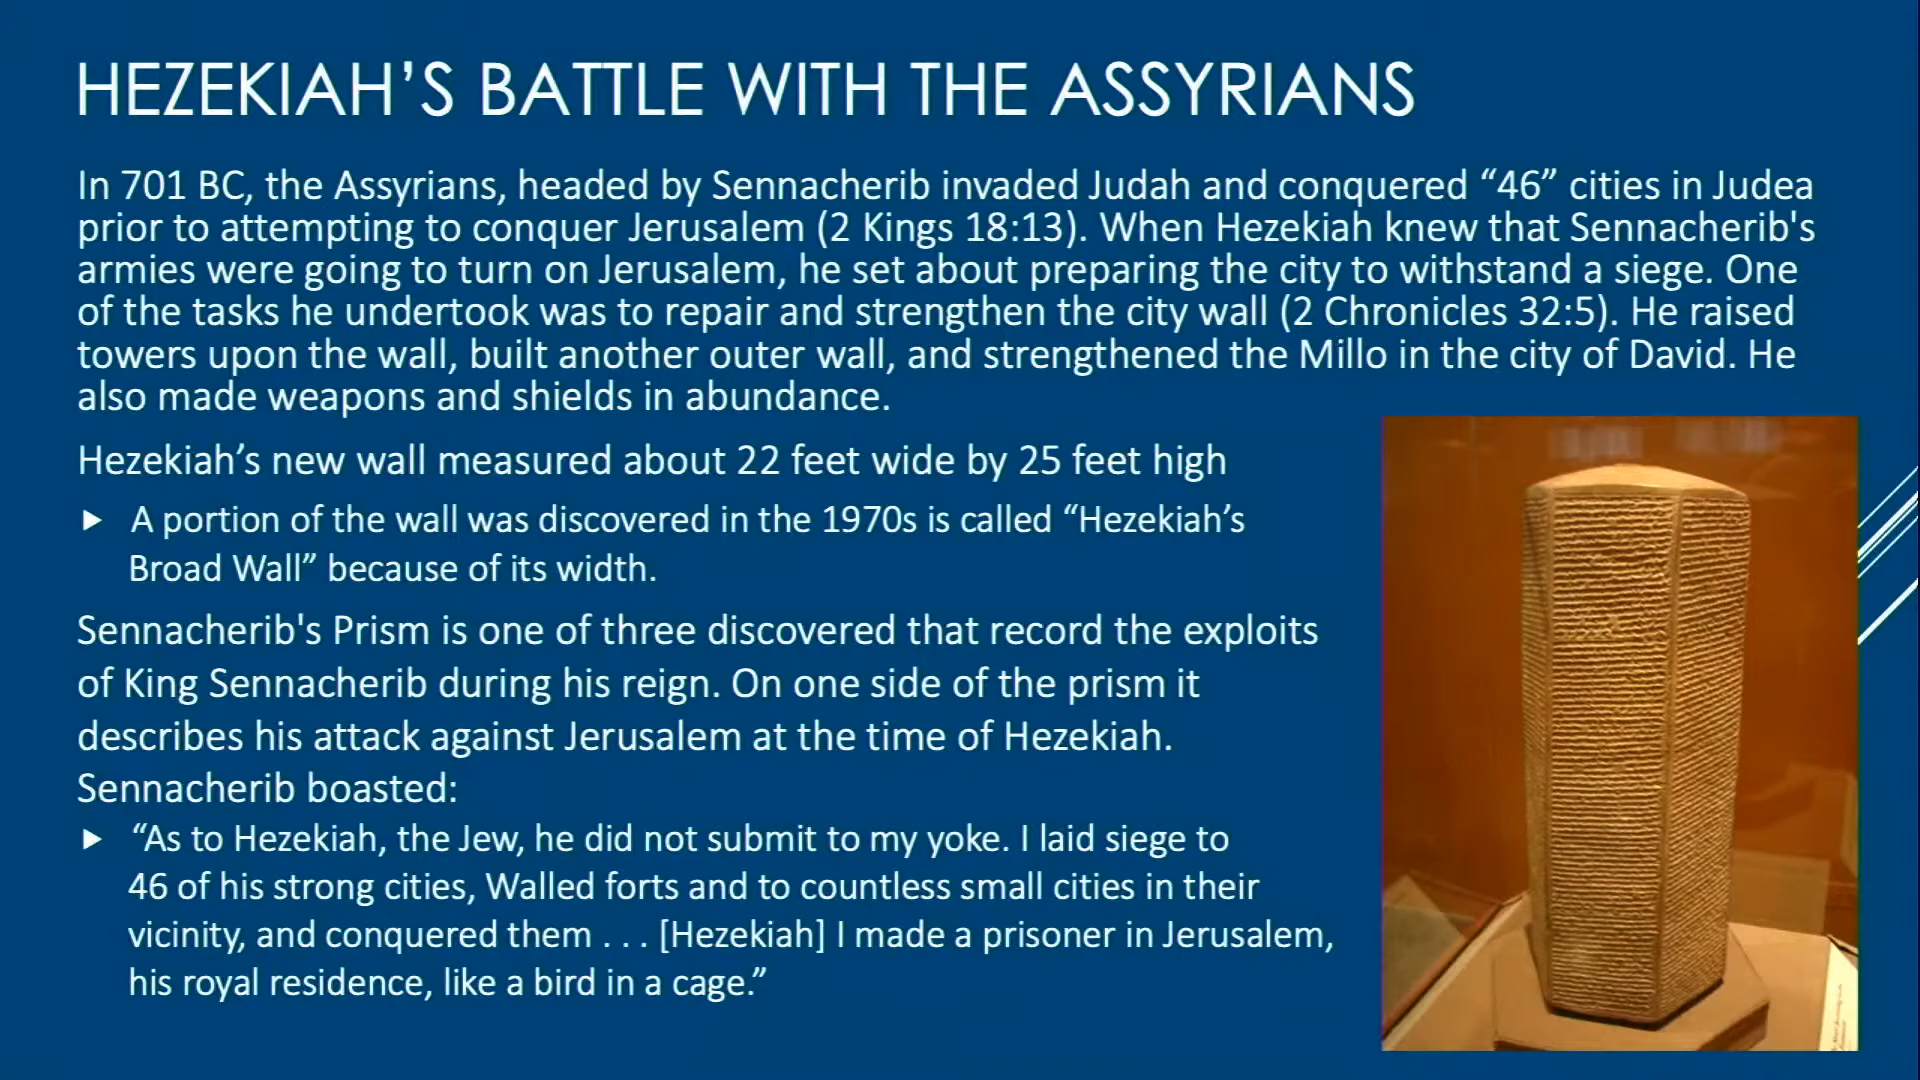 HEZEKIAH’S BATTLE WITH THE ASSYRIANS
In 701 BC, the Assyrians, headed by Sennacherib invaded Judah and conquered “46” cities in Judea
prior to attempting to conquer Jerusalem (2 Kings 18:13). When Hezekiah knew that Sennacherib's
armies were going to turn on Jerusalem, he set about preparing the city to withstand a siege. One
of the tasks he undertook was to repair and strengthen the city wall (2 Chronicles 32:5). He raised
towers upon the wall, built another outer wall, and strengthened the Millo in the city of David. He
also made weapons and shields in abundance.
Hezekiah’s new wall measured about 22 feet wide by 25 feet high
A portion of the wall was discovered in the 1970s is called “Hezekiah’s
Broad Wall” because of its width.
Sennacherib's Prism is one of three discovered that record the exploits
of King Sennacherib during his reign. On one side of the prism it
describes his attack against Jerusalem at the time of Hezekiah.
Sennacherib boasted:
“As to Hezekiah, the Jew, he did not submit to my yoke. I laid siege to
46 of his strong cities, Walled forts and to countless small cities in their
vicinity, and conquered them . . . [Hezekiah] I made a prisoner in Jerusalem,
his royal residence, like a bird in a cage.”